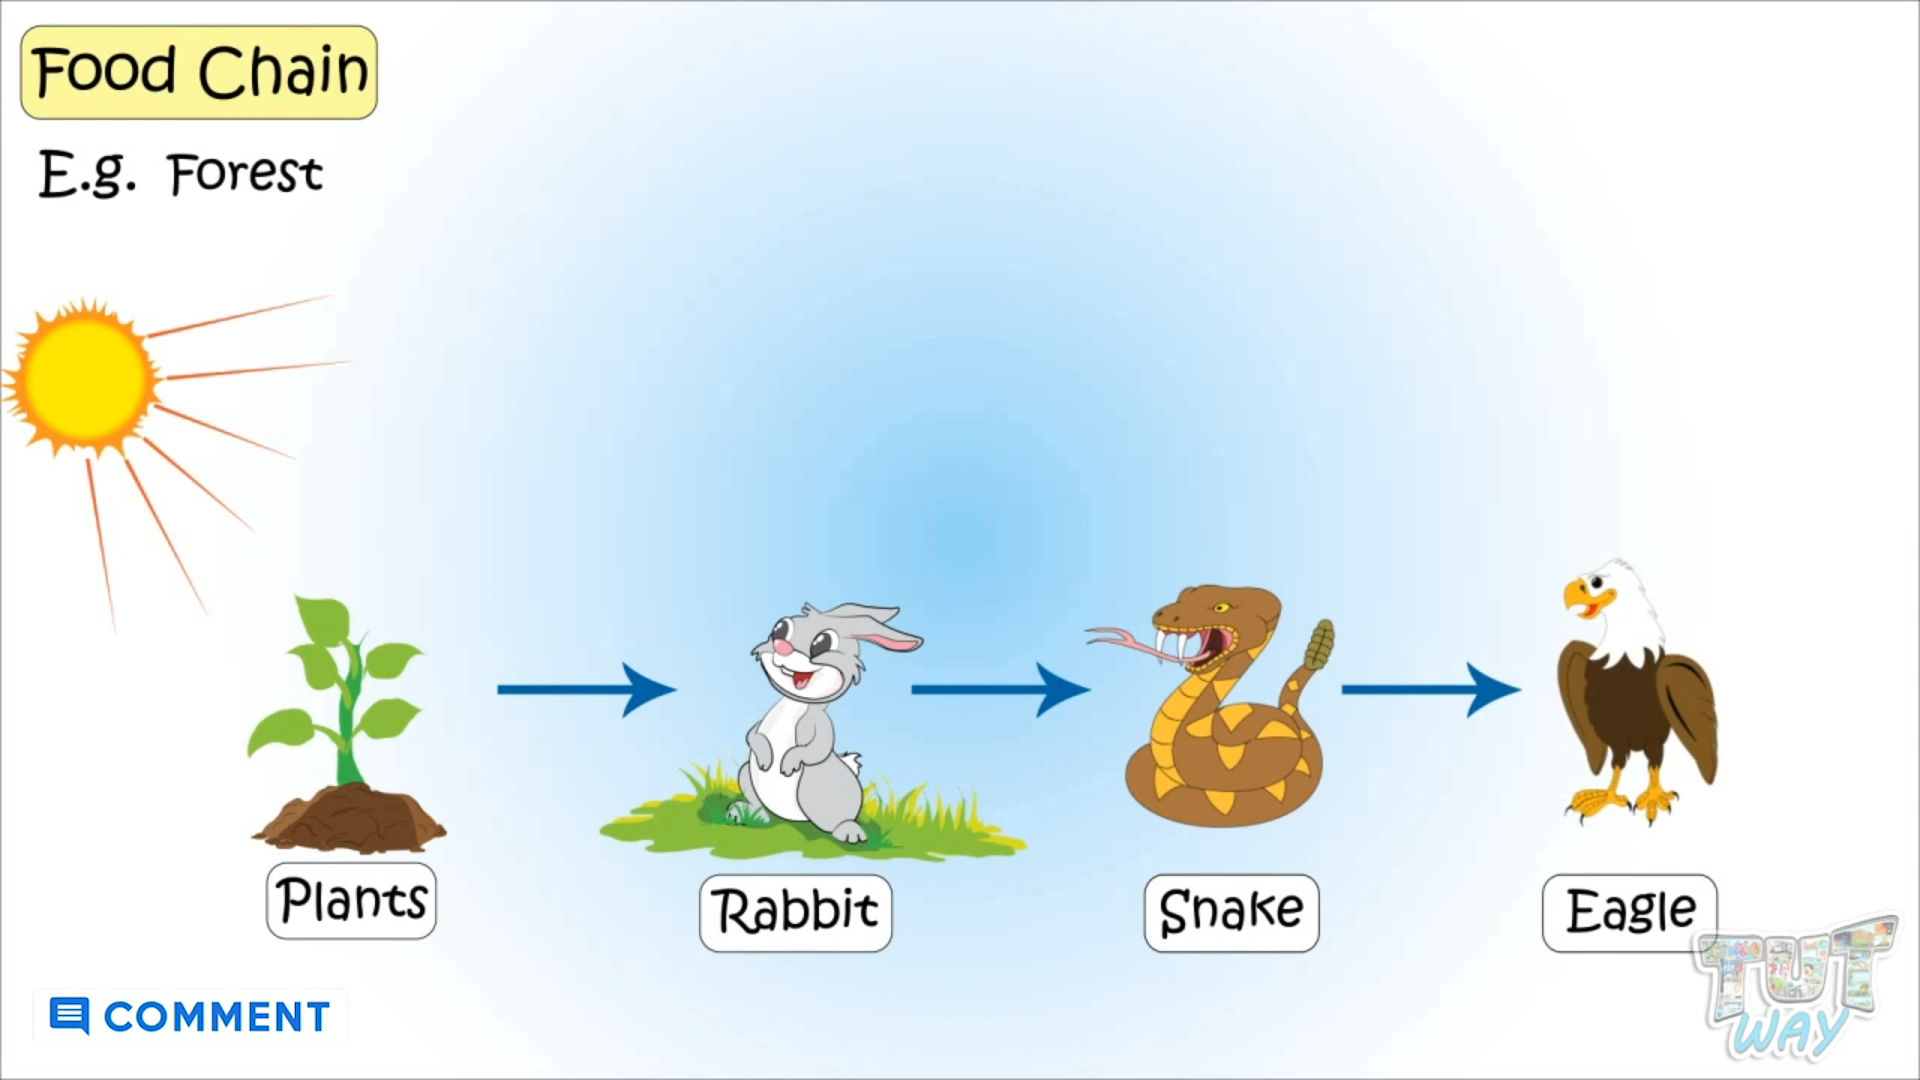 Food Chain
E.g. Forest
Plants
Rabbit
Snake
Eagle
COMMENT
TUT
WAY